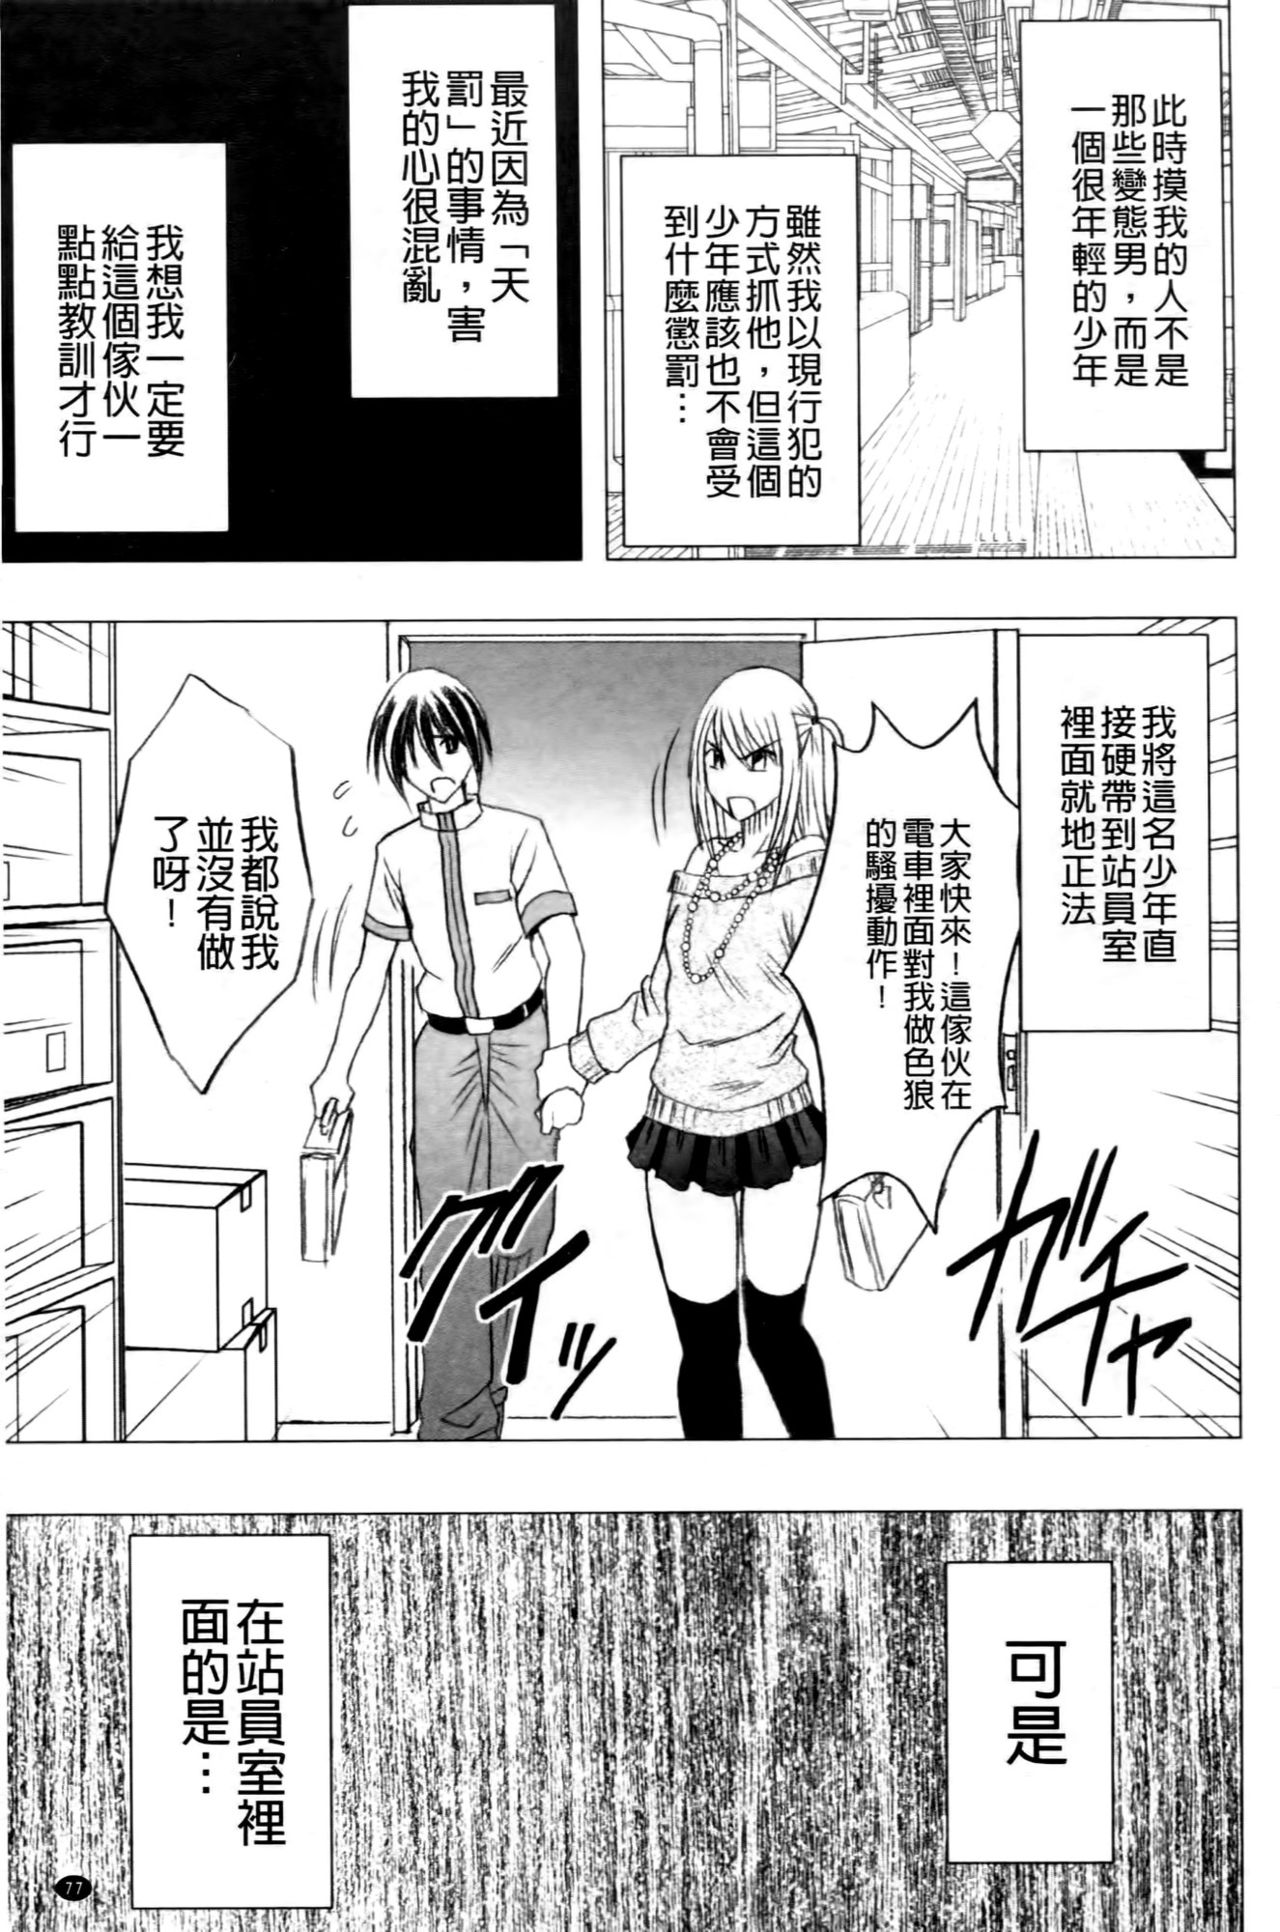 此時摸我的人不是
那些變態男，而是
一個很年輕的少年
雖然我以現行犯的
方式抓他，但這個
少年應該也不會受
到什麼懲罰…
最近因為「天
罰」的事情，害
我的心很混亂
我想我一定要
給這個傢伙一
點點教訓才行
我將這名少年直
接硬帶到站員室
裡面就地正法
大家快來！這傢伙在
電車裡面對我做色狼
的騷擾動作！
ガチャ
グイッ
我都說我
並沒有做
了呀！
可是
在站員室裡
面的是…
77